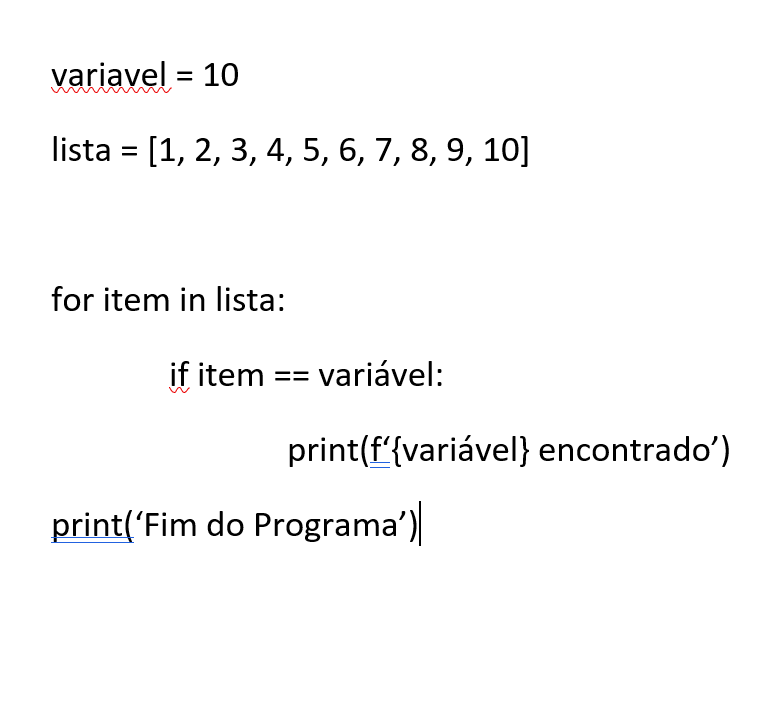 variavel = 10
lista = [1, 2, 3, 4, 5, 6, 7, 8, 9, 10]
for item in lista:
if item == variável:
print(f‘{variável} encontrado’)
print(‘Fim do Programa’)